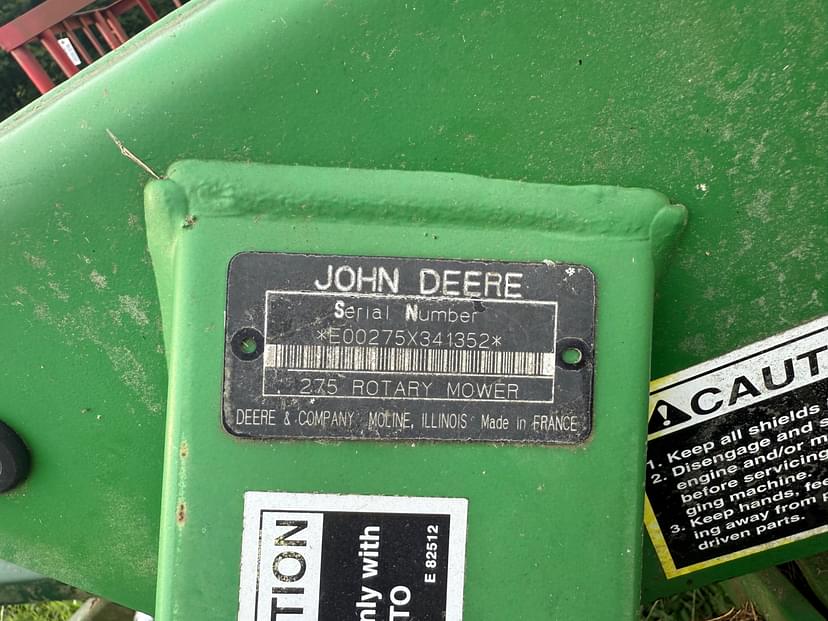 JOHN DEERE
Serial Number
*E00275X341352*
275 ROTARY MOWER
DEERE & COMPANY MOLINE, ILLINOIS Made in FRANCE
CAUT
1. Keep all shields
2. Disengage and s
engine and/or m
before servicing
ging machine.
3. Keep hands, fee
ing away from p
driven parts.
TION
nly with
TO
E 82512